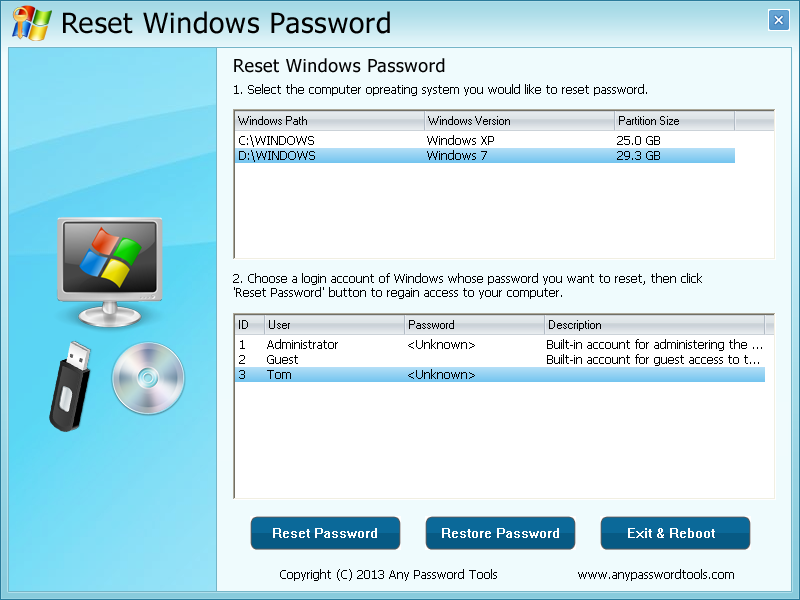 Reset Windows Password
Reset Windows Password
1. Select the computer opreating system you would like to reset password.
Windows Path Windows Version Partition Size
C:\WINDOWS Windows XP 25.0 GB
D:\WINDOWS Windows 7 29.3 GB
2. Choose a login account of Windows whose password you want to reset, then click
'Reset Password' button to regain access to your computer.
ID User Password Description
1 Administrator <Unknown> Built-in account for administering the ...
2 Guest Built-in account for guest access to t...
3 Tom <Unknown>
Reset Password Restore Password Exit & Reboot
Copyright (C) 2013 Any Password Tools www.anypasswordtools.com